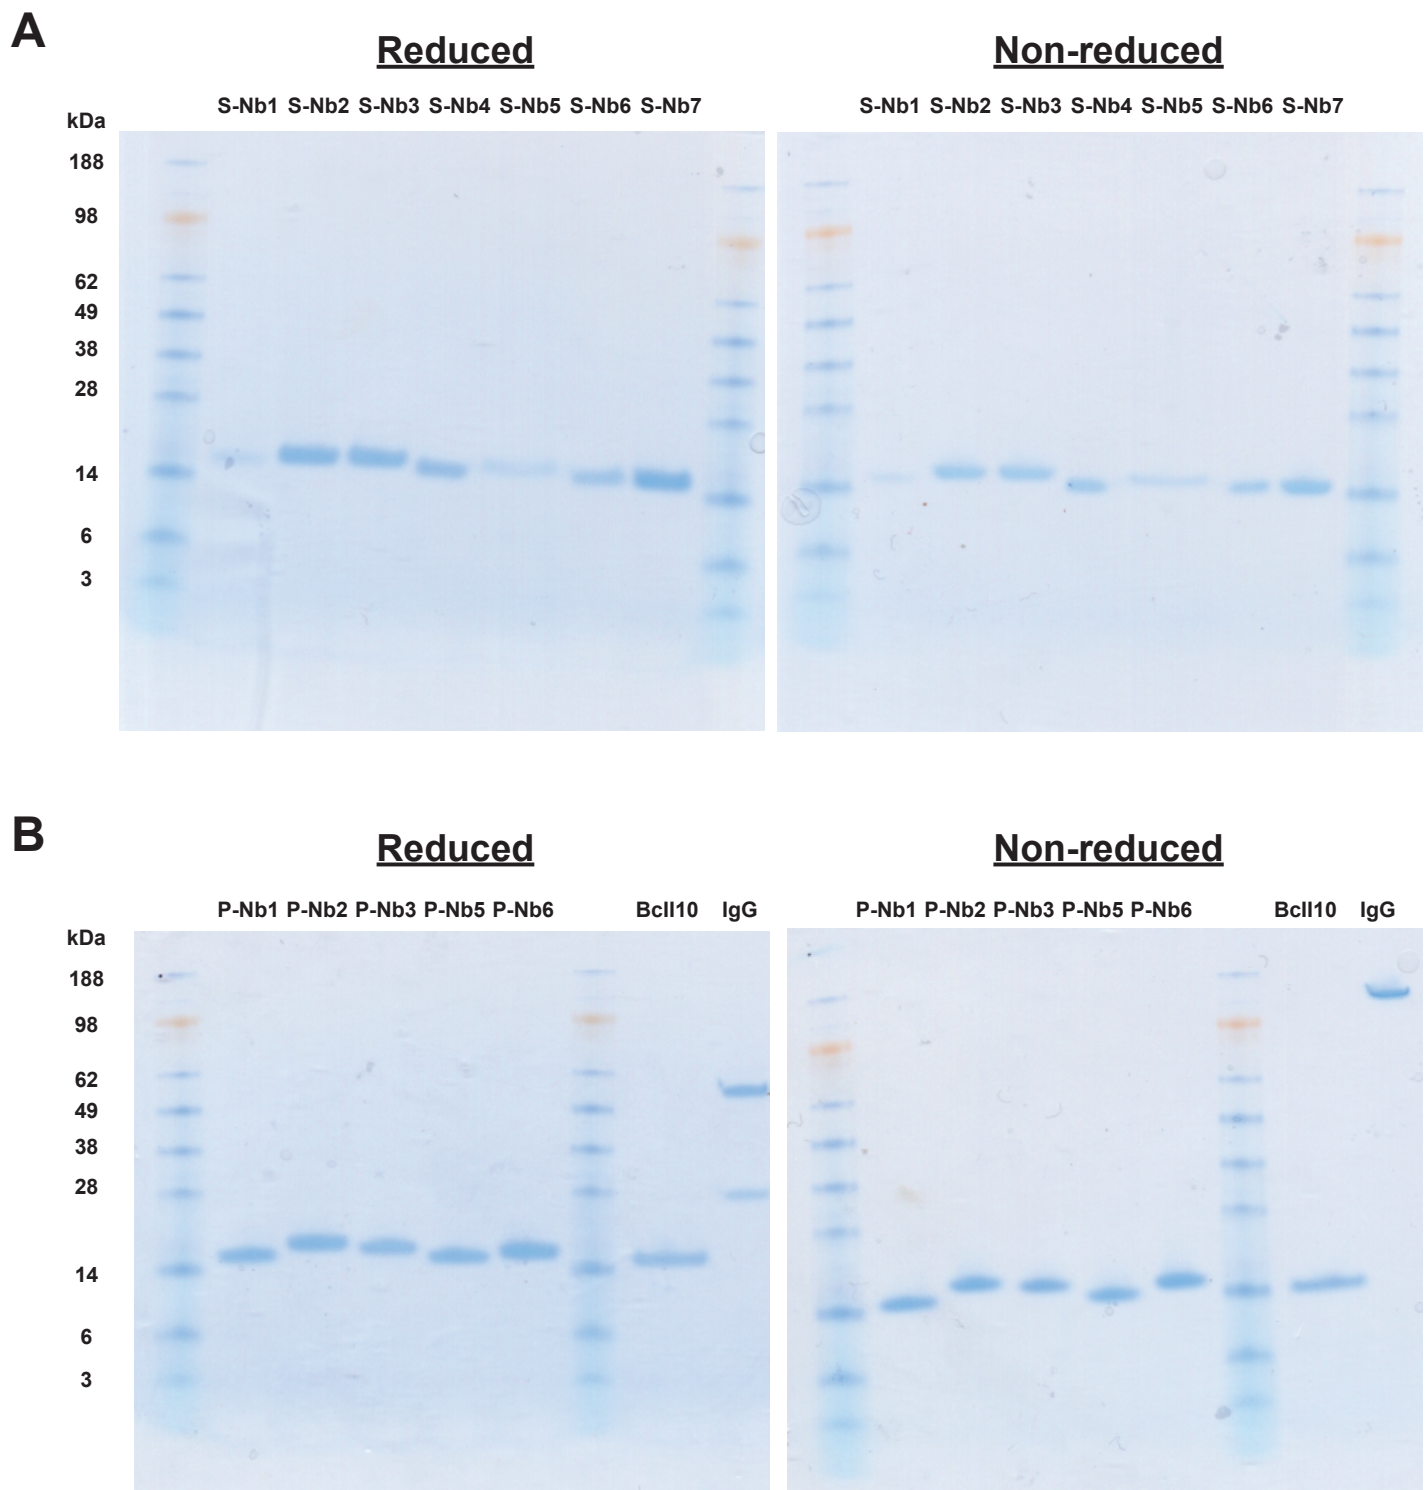 A
Reduced
Non-reduced
S-Nb1 S-Nb2 S-Nb3 S-Nb4 S-Nb5 S-Nb6 S-Nb7
S-Nb1 S-Nb2 S-Nb3 S-Nb4 S-Nb5 S-Nb6 S-Nb7
kDa
188
98
62
49
38
28
14
6
3
B
Reduced
Non-reduced
P-Nb1 P-Nb2 P-Nb3 P-Nb5 P-Nb6 BcII10 IgG
P-Nb1 P-Nb2 P-Nb3 P-Nb5 P-Nb6 BcII10 IgG
kDa
188
98
62
49
38
28
14
6
3